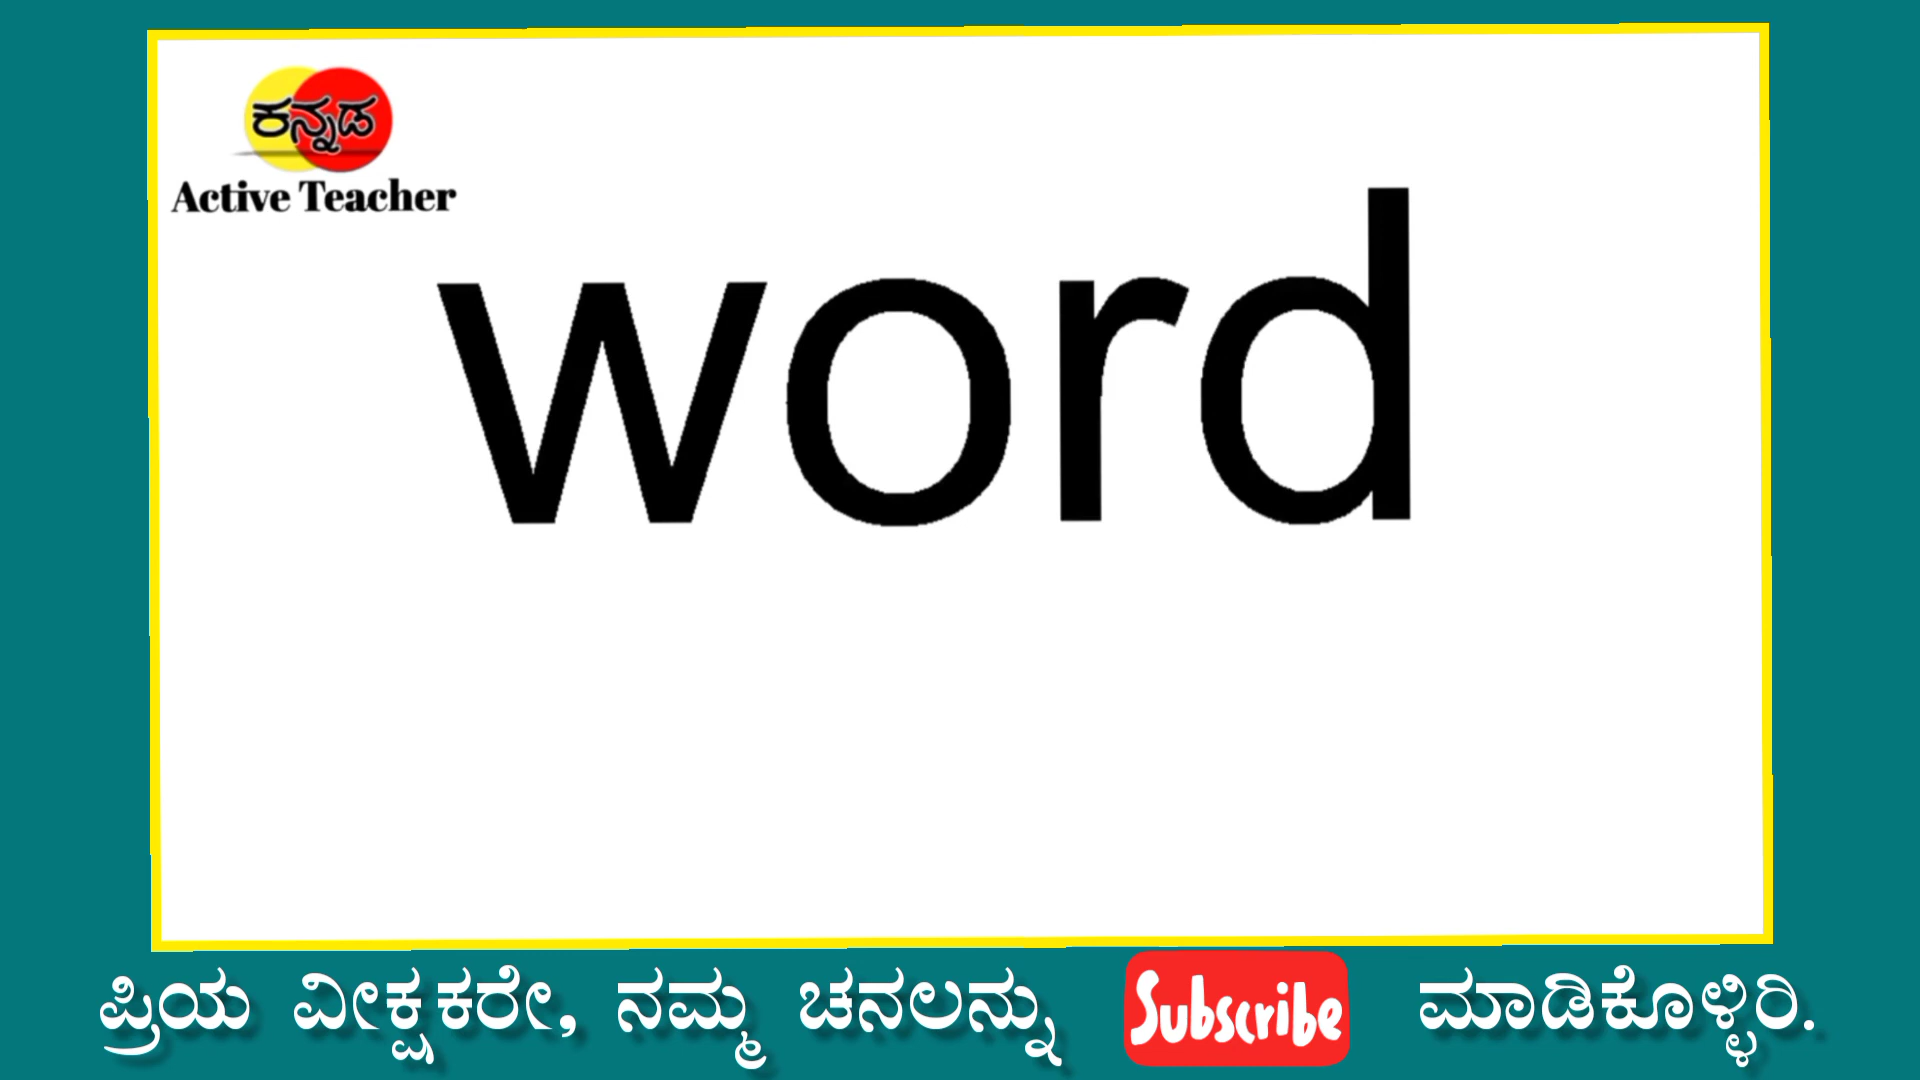 ಕನ್ನಡ
Active Teacher
word
ಪ್ರಿಯ ವೀಕ್ಷಕರೇ, ನಮ್ಮ ಚನಲನ್ನು Subscribe ಮಾಡಿಕೊಳ್ಳಿರಿ.